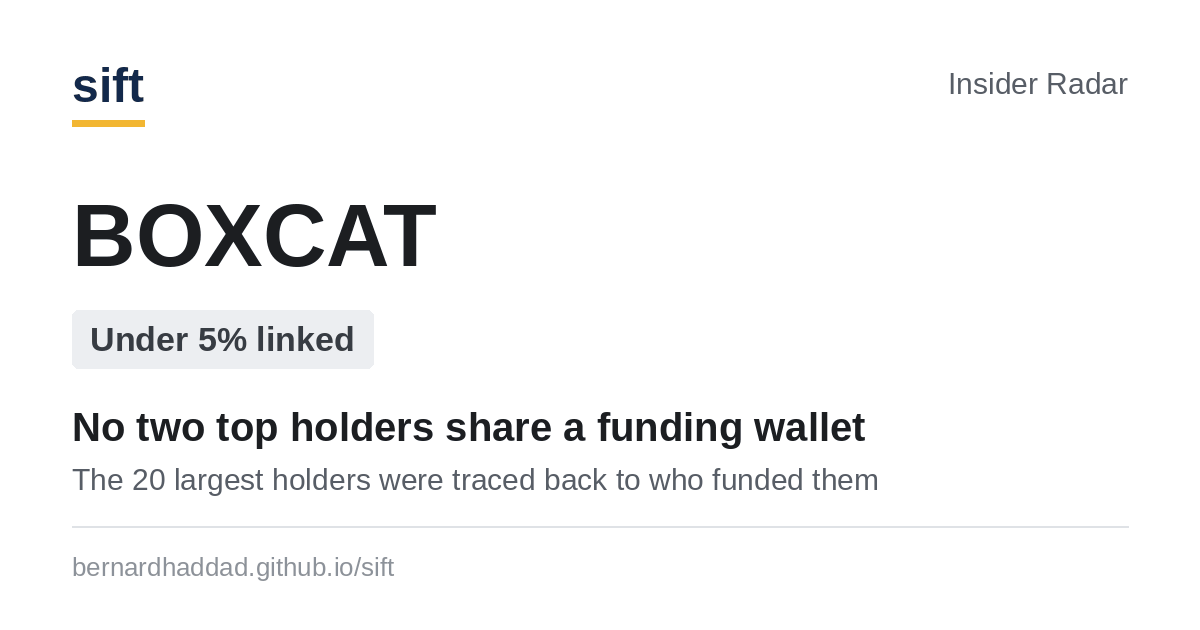 sift
Insider Radar
BOXCAT
Under 5% linked
No two top holders share a funding wallet
The 20 largest holders were traced back to who funded them
bernardhaddad.github.io/sift